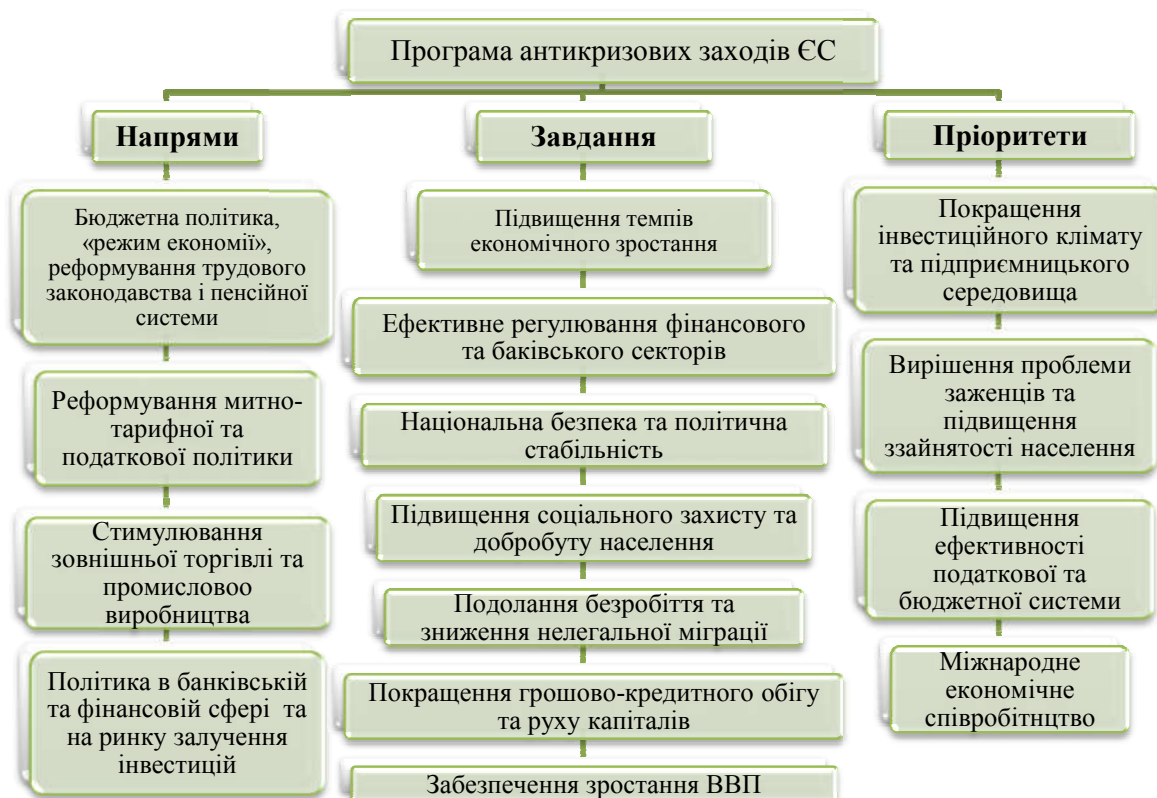 Програма антикризових заходів ЄС
Напрями
Бюджетна політика,
«режим економії»,
реформування трудового
законодавства і пенсійної
системи
Реформування митно-
тарифної та
податкової політики
Стимулювання
зовнішньої торгівлі та
промисловоо
виробництва
Політика в банківській
та фінансовій сфері та
на ринку залучення
інвестицій
Завдання
Підвищення темпів
економічного зростання
Ефективне регулювання фінансового
та баківського секторів
Національна безпека та політична
стабільність
Підвищення соціального захисту та
добробуту населення
Подолання безробіття та
зниження нелегальної міграції
Покращення грошово-кредитного обігу
та руху капіталів
Забезпечення зростання ВВП
Пріоритети
Покращення
інвестиційного клімату
та підприємницького
середовища
Вирішення проблеми
заженців та
підвищення
ззайнятості населення
Підвищення
ефективності
податкової та
бюджетної системи
Міжнародне
економічне
співробітнцтво